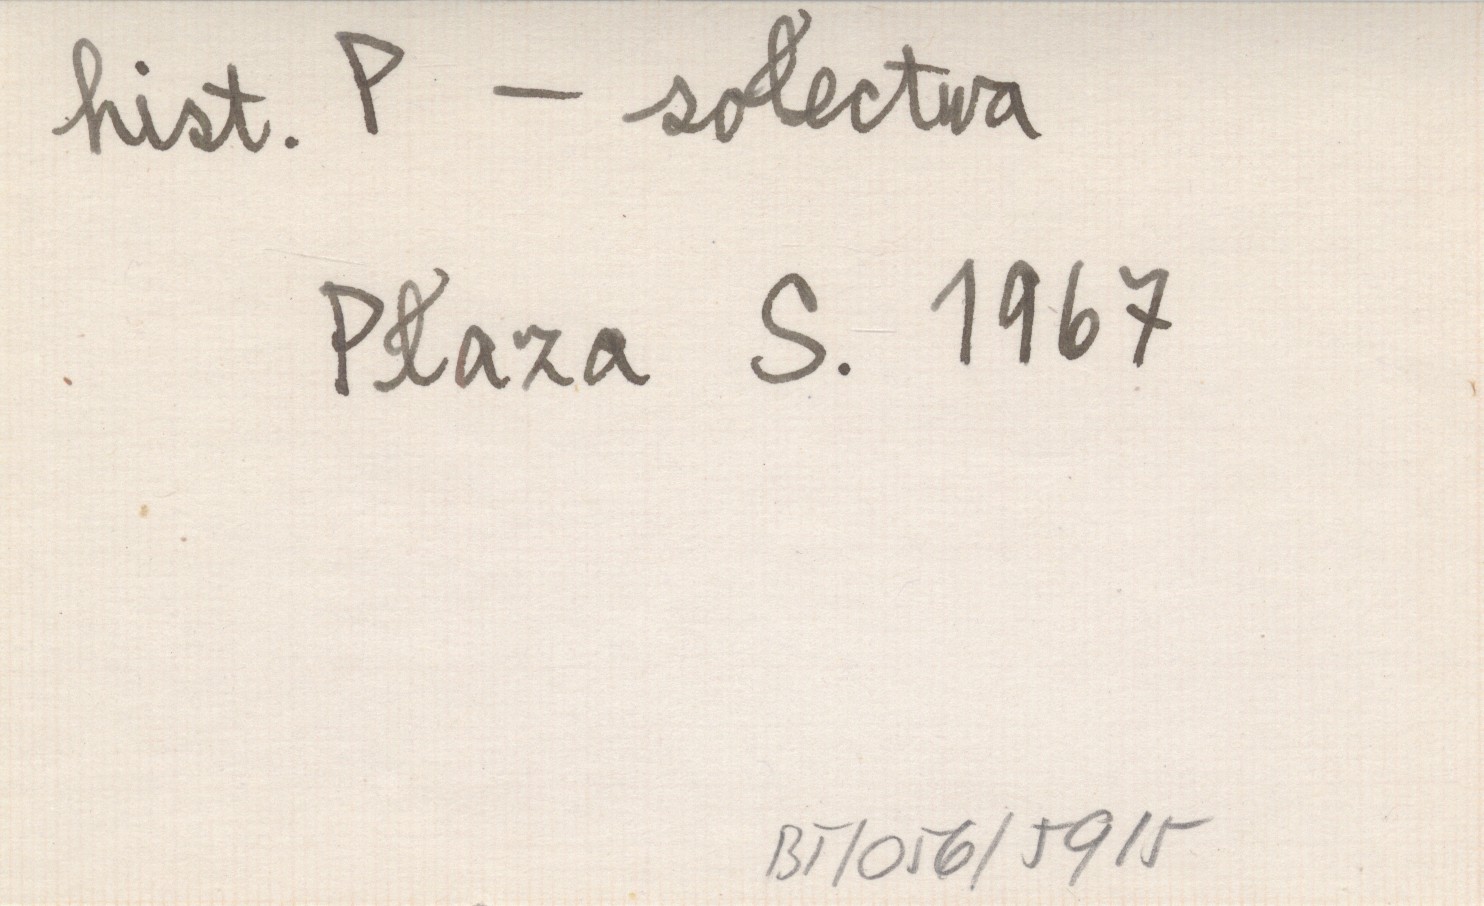 hist. P – sołectwa
Płaza S. 1967
BT/056/5915